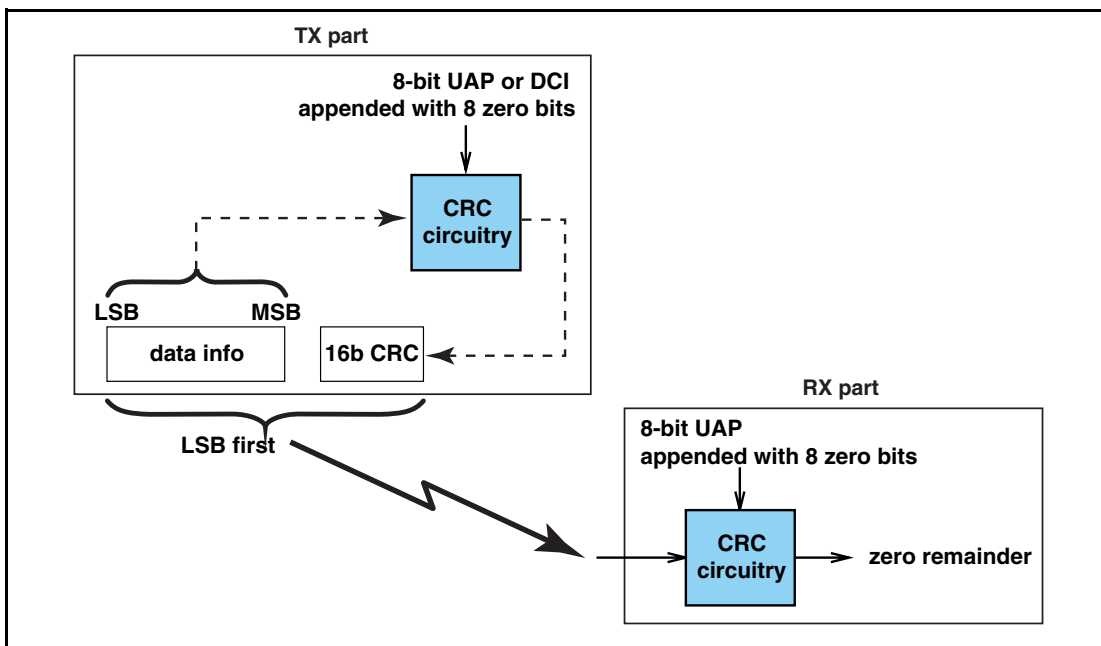 TX part
8-bit UAP or DCI
appended with 8 zero bits
CRC
circuitry
LSB
MSB
data info
16b CRC
LSB first
RX part
8-bit UAP
appended with 8 zero bits
CRC
circuitry
zero remainder